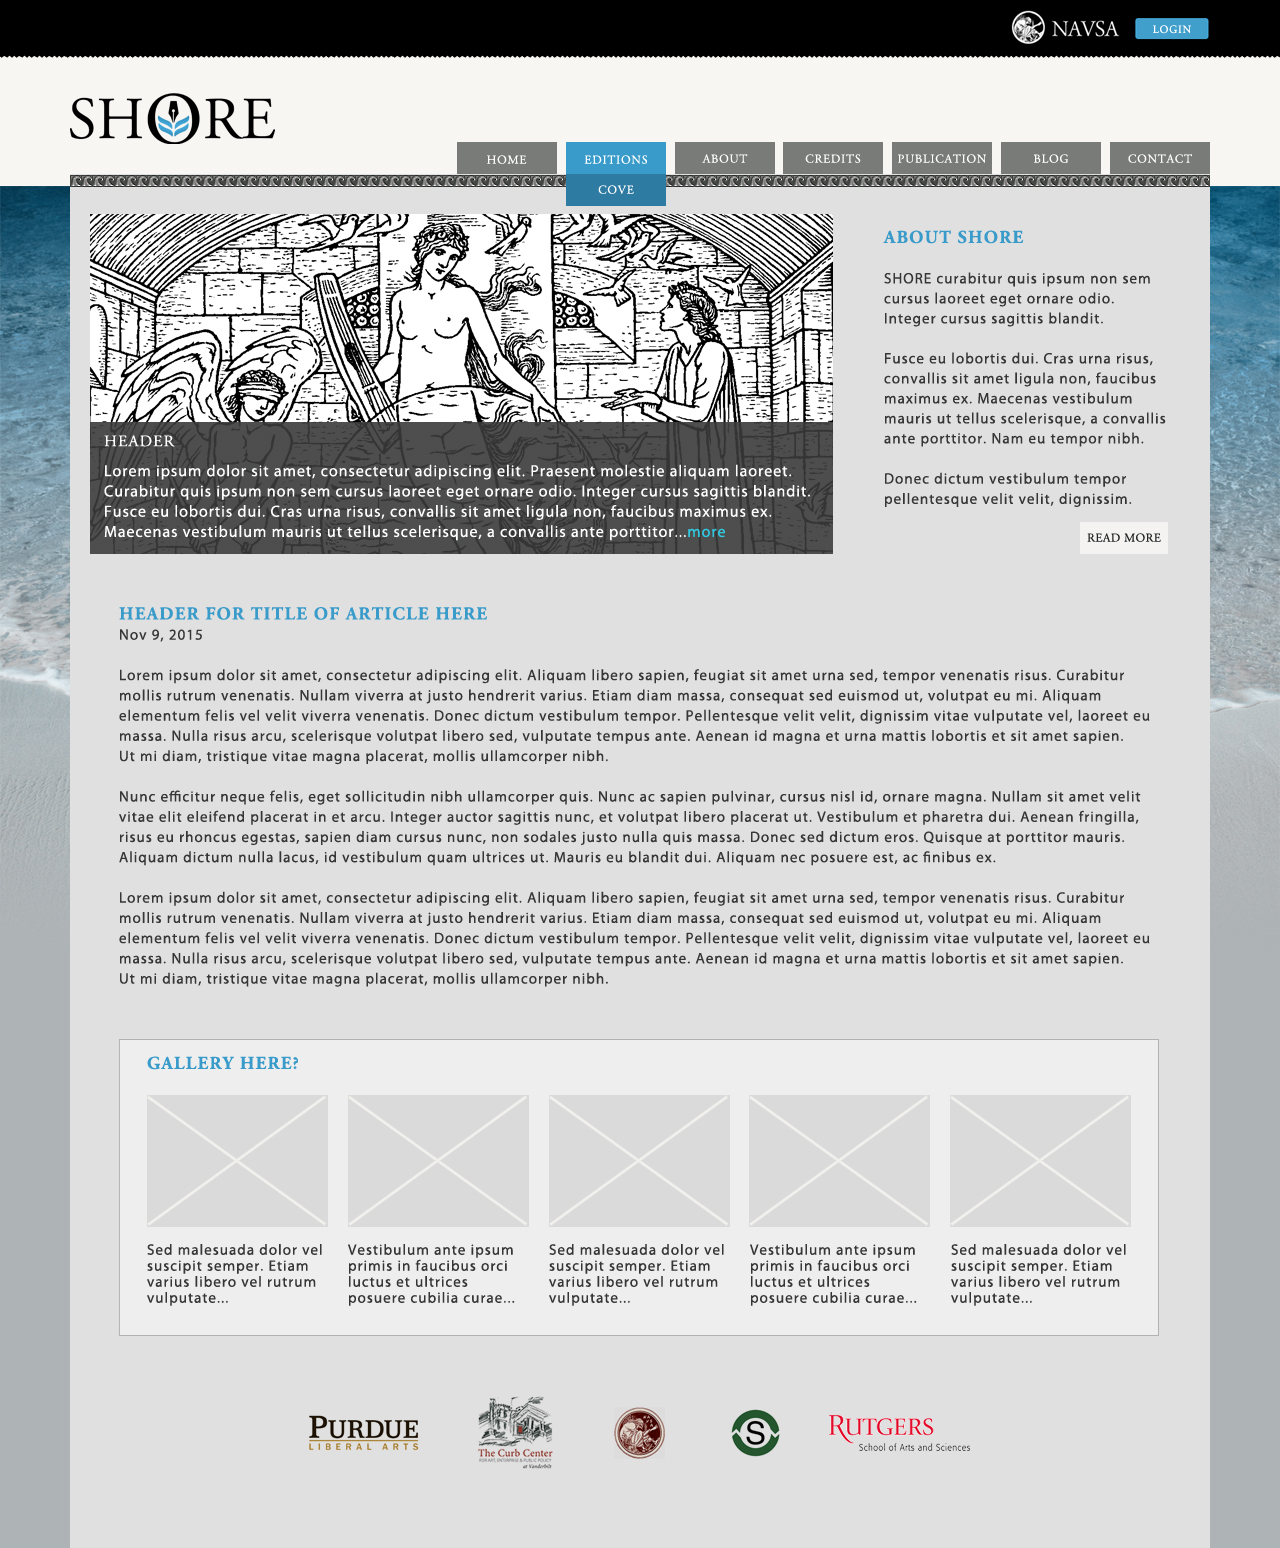 NAVSA
LOGIN
SHORE
HOME
EDITIONS
ABOUT
CREDITS
PUBLICATION
BLOG
CONTACT
COVE
HEADER
Lorem ipsum dolor sit amet, consectetur adipiscing elit. Praesent molestie aliquam laoreet.
Curabitur quis ipsum non sem cursus laoreet eget ornare odio. Integer cursus sagittis blandit.
Fusce eu lobortis dui. Cras urna risus, convallis sit amet ligula non, faucibus maximus ex.
Maecenas vestibulum mauris ut tellus scelerisque, a convallis ante porttitor...more
ABOUT SHORE
SHORE curabitur quis ipsum non sem
cursus laoreet eget ornare odio.
Integer cursus sagittis blandit.
Fusce eu lobortis dui. Cras urna risus,
convallis sit amet ligula non, faucibus
maximus ex. Maecenas vestibulum
mauris ut tellus scelerisque, a convallis
ante porttitor. Nam eu tempor nibh.
Donec dictum vestibulum tempor
pellentesque velit velit, dignissim.
READ MORE
HEADER FOR TITLE OF ARTICLE HERE
Nov 9, 2015
Lorem ipsum dolor sit amet, consectetur adipiscing elit. Aliquam libero sapien, feugiat sit amet urna sed, tempor venenatis risus. Curabitur
mollis rutrum venenatis. Nullam viverra at justo hendrerit varius. Etiam diam massa, consequat sed euismod ut, volutpat eu mi. Aliquam
elementum felis vel velit viverra venenatis. Donec dictum vestibulum tempor. Pellentesque velit velit, dignissim vitae vulputate vel, laoreet eu
massa. Nulla risus arcu, scelerisque volutpat libero sed, vulputate tempus ante. Aenean id magna et urna mattis lobortis et sit amet sapien.
Ut mi diam, tristique vitae magna placerat, mollis ullamcorper nibh.
Nunc efficitur neque felis, eget sollicitudin nibh ullamcorper quis. Nunc ac sapien pulvinar, cursus nisl id, ornare magna. Nullam sit amet velit
vitae elit eleifend placerat in et arcu. Integer auctor sagittis nunc, et volutpat libero placerat ut. Vestibulum et pharetra dui. Aenean fringilla,
risus eu rhoncus egestas, sapien diam cursus nunc, non sodales justo nulla quis massa. Donec sed dictum eros. Quisque at porttitor mauris.
Aliquam dictum nulla lacus, id vestibulum quam ultrices ut. Mauris eu blandit dui. Aliquam nec posuere est, ac finibus ex.
Lorem ipsum dolor sit amet, consectetur adipiscing elit. Aliquam libero sapien, feugiat sit amet urna sed, tempor venenatis risus. Curabitur
mollis rutrum venenatis. Nullam viverra at justo hendrerit varius. Etiam diam massa, consequat sed euismod ut, volutpat eu mi. Aliquam
elementum felis vel velit viverra venenatis. Donec dictum vestibulum tempor. Pellentesque velit velit, dignissim vitae vulputate vel, laoreet eu
massa. Nulla risus arcu, scelerisque volutpat libero sed, vulputate tempus ante. Aenean id magna et urna mattis lobortis et sit amet sapien.
Ut mi diam, tristique vitae magna placerat, mollis ullamcorper nibh.
GALLERY HERE?
Sed malesuada dolor vel
suscipit semper. Etiam
varius libero vel rutrum
vulputate...
Vestibulum ante ipsum
primis in faucibus orci
luctus et ultrices
posuere cubilia curae...
Sed malesuada dolor vel
suscipit semper. Etiam
varius libero vel rutrum
vulputate...
Vestibulum ante ipsum
primis in faucibus orci
luctus et ultrices
posuere cubilia curae...
Sed malesuada dolor vel
suscipit semper. Etiam
varius libero vel rutrum
vulputate...
PURDUE
LIBERAL ARTS
The Curb Center
FOR ART, ENTERPRISE & PUBLIC POLICY
at Vanderbilt
S
RUTGERS
School of Arts and Sciences